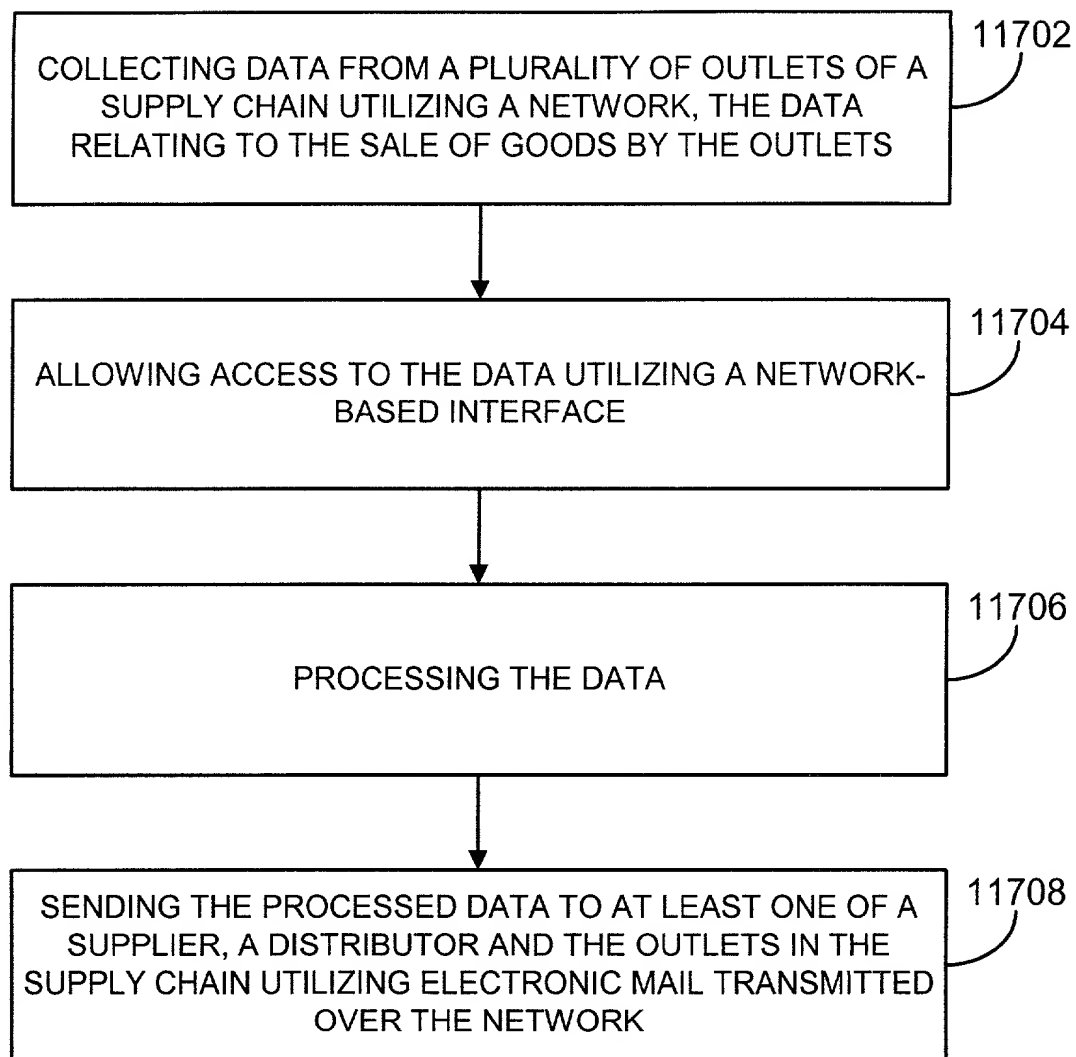 11702
COLLECTING DATA FROM A PLURALITY OF OUTLETS OF A
SUPPLY CHAIN UTILIZING A NETWORK, THE DATA
RELATING TO THE SALE OF GOODS BY THE OUTLETS
11704
ALLOWING ACCESS TO THE DATA UTILIZING A NETWORK-
BASED INTERFACE
11706
PROCESSING THE DATA
11708
SENDING THE PROCESSED DATA TO AT LEAST ONE OF A
SUPPLIER, A DISTRIBUTOR AND THE OUTLETS IN THE
SUPPLY CHAIN UTILIZING ELECTRONIC MAIL TRANSMITTED
OVER THE NETWORK